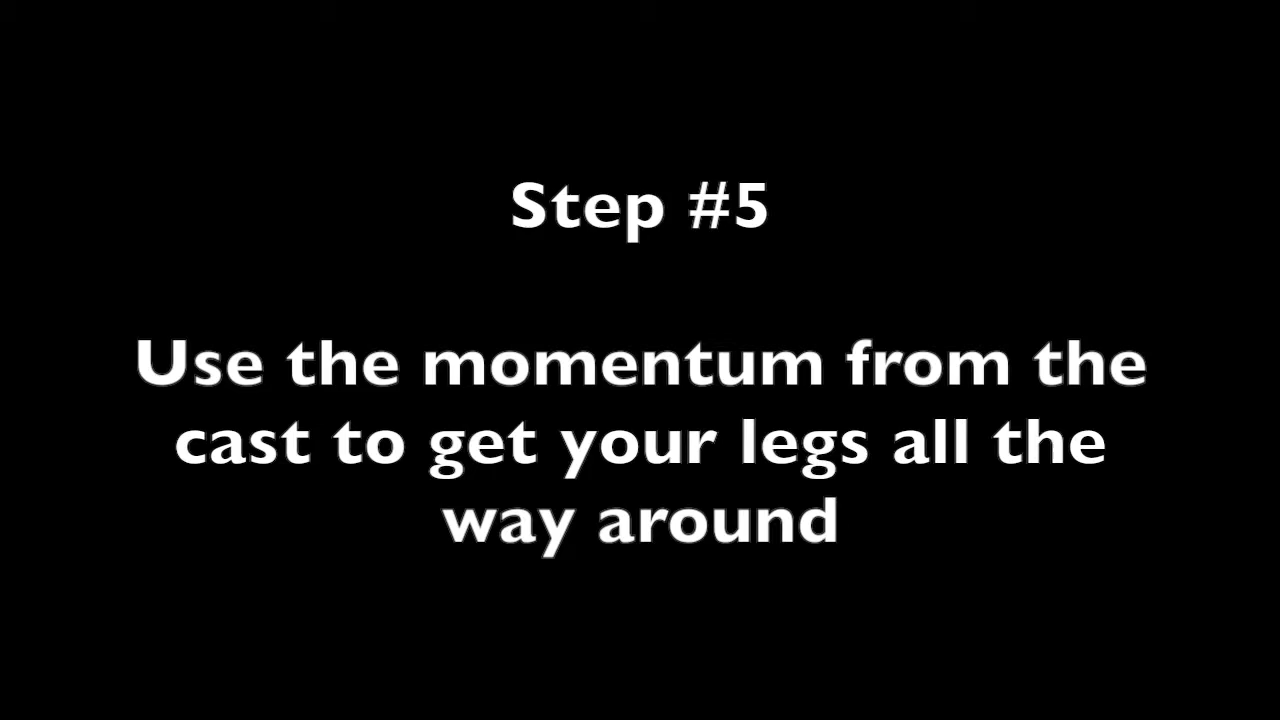 Step #5
Use the momentum from the
cast to get your legs all the
way around